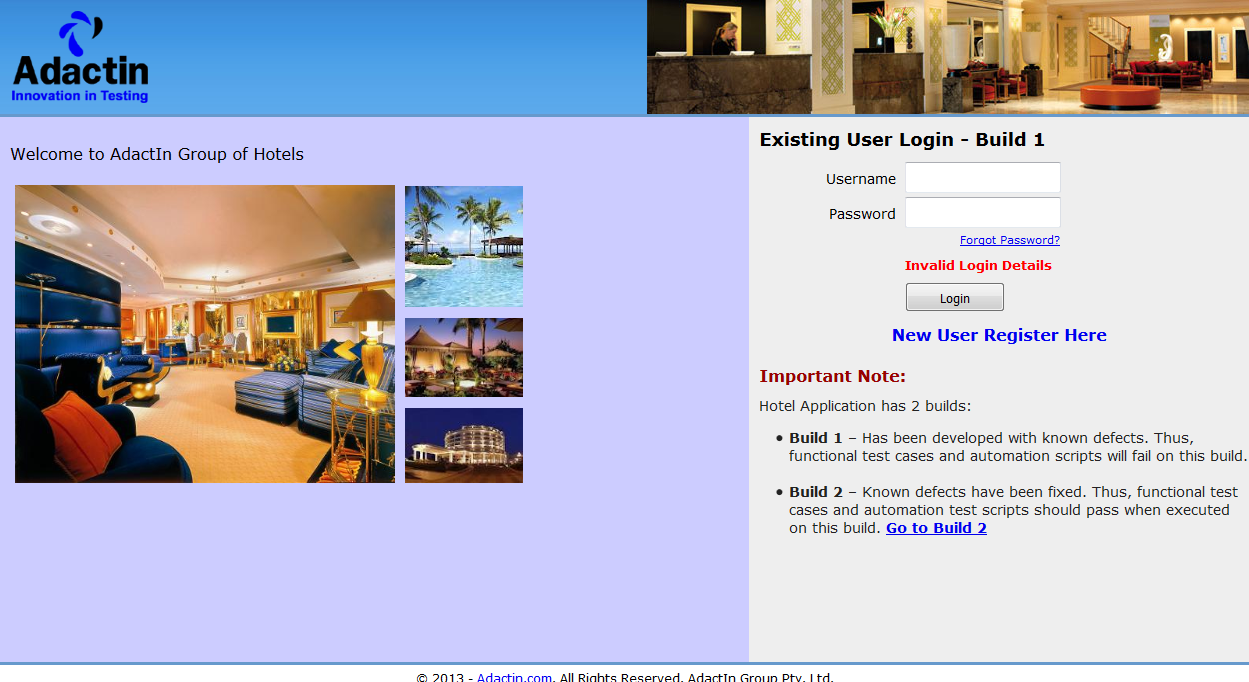 Adactin
Innovation in Testing
Welcome to AdactIn Group of Hotels
Existing User Login - Build 1
Username
Password
Forgot Password?
Invalid Login Details
Login
New User Register Here
Important Note:
Hotel Application has 2 builds:
• Build 1 – Has been developed with known defects. Thus,
functional test cases and automation scripts will fail on this build.
• Build 2 – Known defects have been fixed. Thus, functional test
cases and automation test scripts should pass when executed
on this build. Go to Build 2
© 2013 - Adactin.com. All Rights Reserved. AdactIn Group Pty. Ltd.